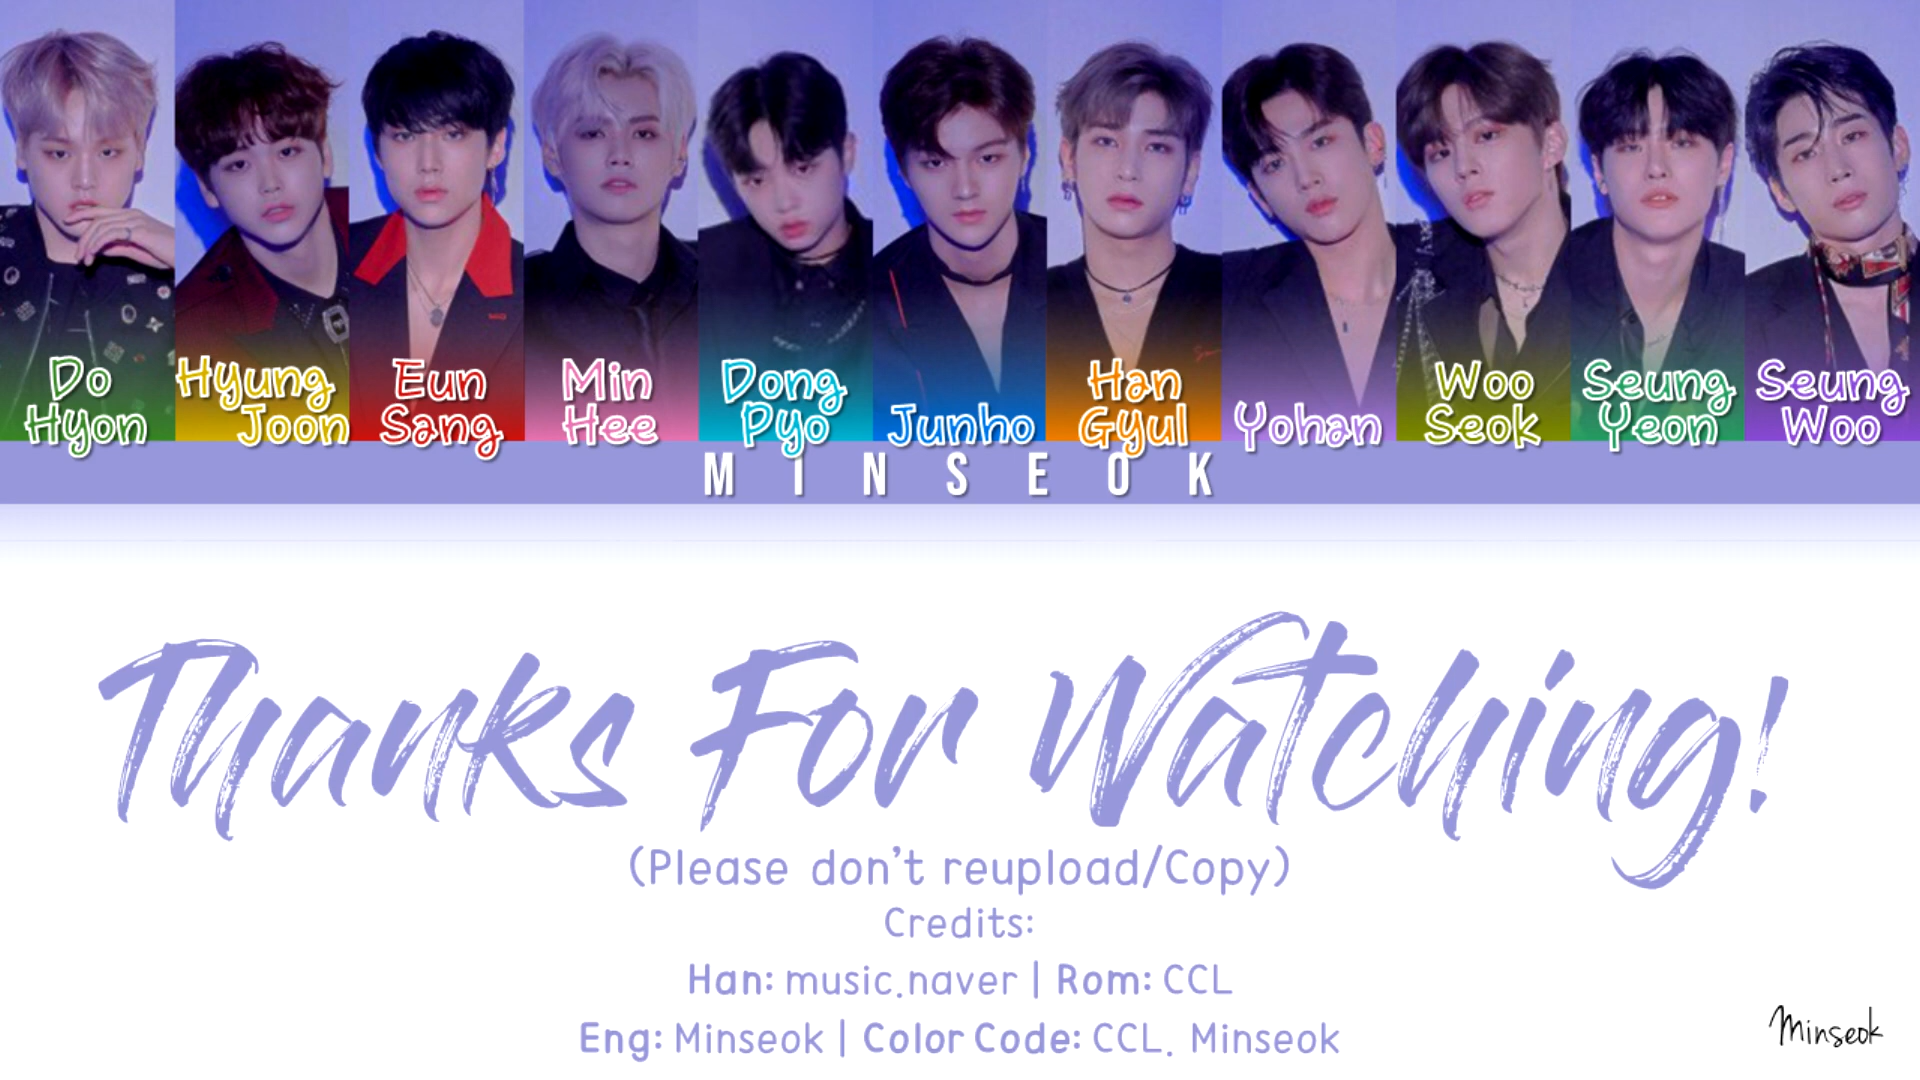 Do Hyon
Hyung Joon
Eun Sang
Min Hee
Dong Pyo
Junho
Han Gyul
Yohan
Woo Seok
Seung Yeon
Seung Woo
MINSEOK
Thanks For Watching!
(Please don't reupload/Copy)
Credits:
Han: music.naver | Rom: CCL
Eng: Minseok | Color Code: CCL, Minseok
Minseok